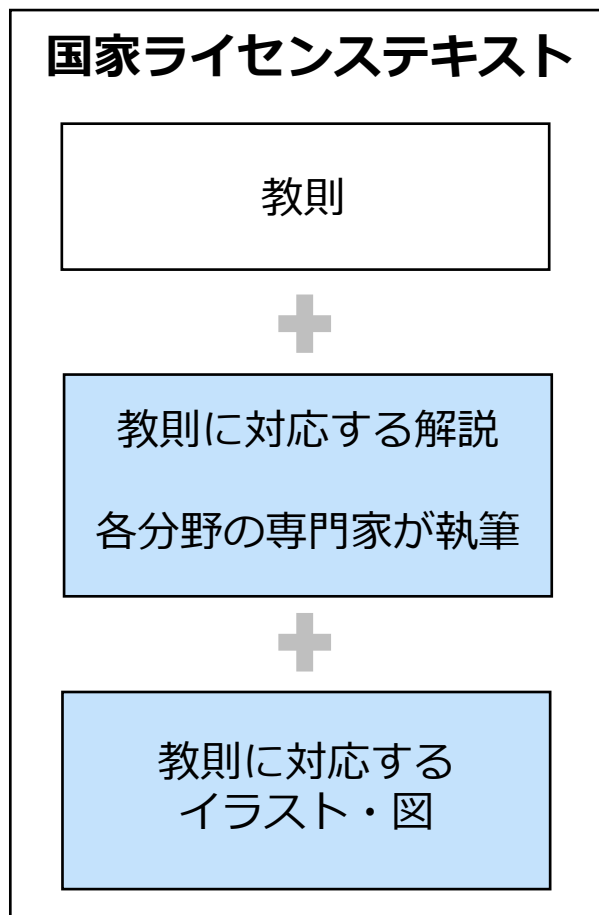 国家ライセンステキスト
教則
教則に対応する解説
各分野の専門家が執筆
教則に対応する
イラスト・図